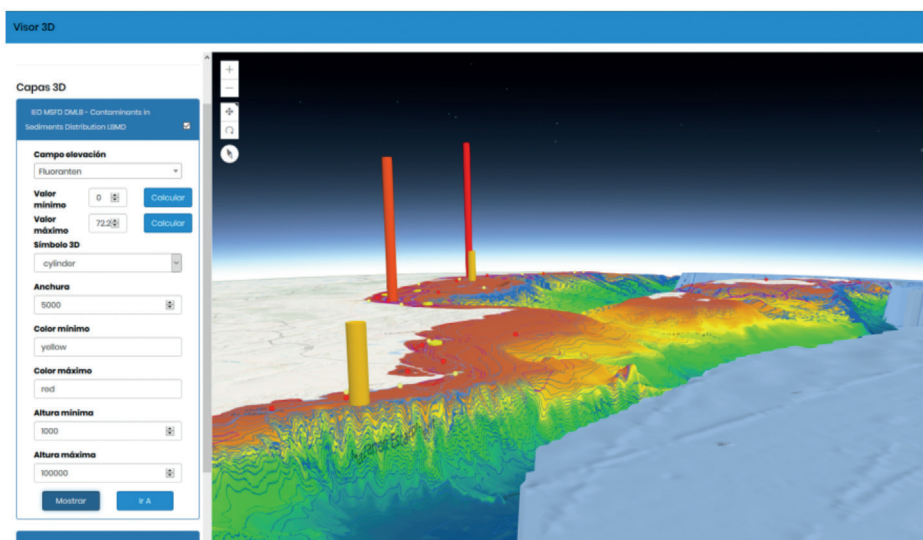 Visor 3D
Capas 3D
IEO MSFD DMLB - Contaminants in
Sediments Distribution LBMD
Campo elevación
Fluoranten
Valor
mínimo
0
Calcular
Valor
máximo
72.2
Calcular
Símbolo 3D
cylinder
Anchura
5000
Color mínimo
yellow
Color máximo
red
Altura mínima
1000
Altura máxima
100000
Mostrar
Ir A